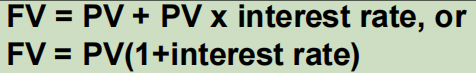 FV = PV + PV x interest rate, or
FV = PV(1+interest rate)